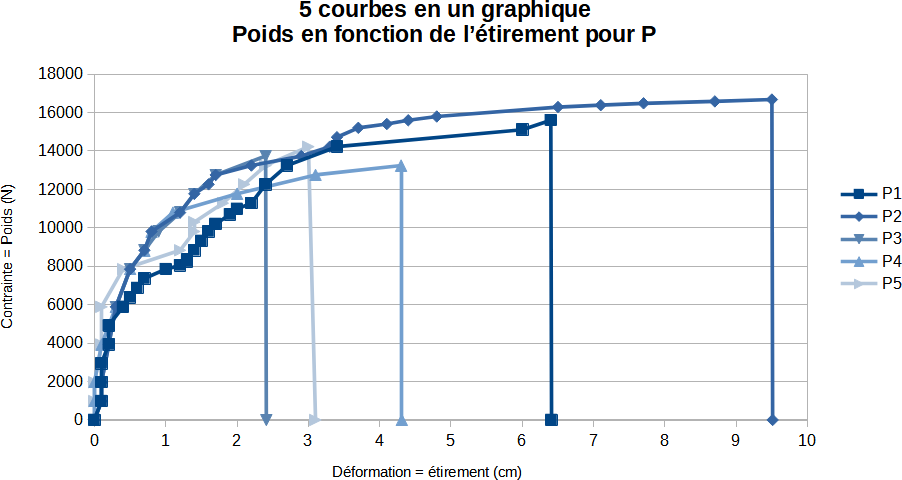 5 courbes en un graphique
Poids en fonction de l’étirement pour P
Contrainte = Poids (N)
18000
16000
14000
12000
10000
8000
6000
4000
2000
0
0 1 2 3 4 5 6 7 8 9 10
Déformation = étirement (cm)
P1
P2
P3
P4
P5